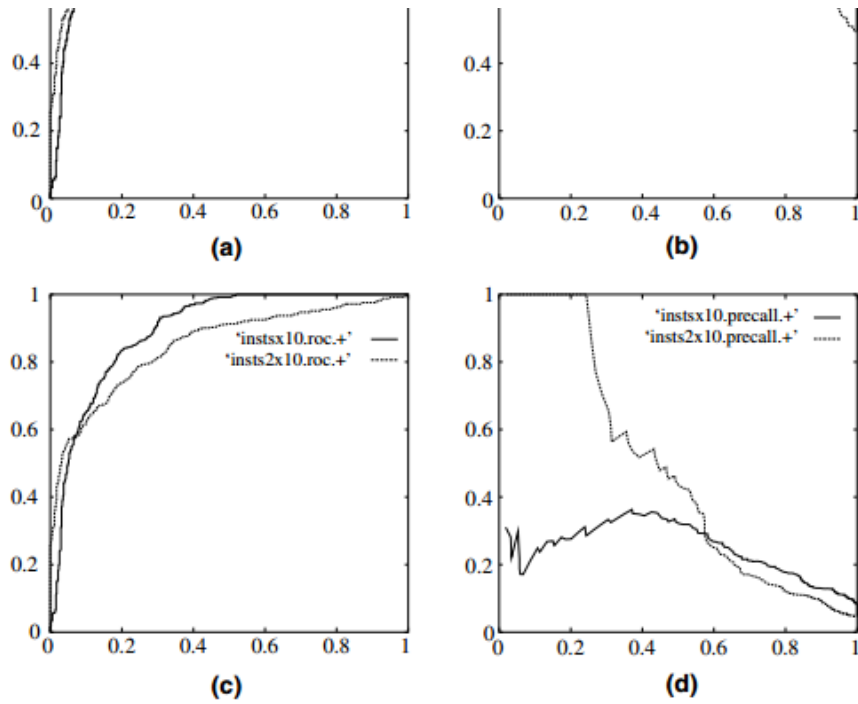 0.4
0.2
0
0 0.2 0.4 0.6 0.8 1
(a)
0.4
0.2
0
0 0.2 0.4 0.6 0.8 1
(b)
1
0.8
0.6
0.4
0.2
0
'instsx10.roc.+'
'insts2x10.roc.+'
0 0.2 0.4 0.6 0.8 1
(c)
1
0.8
0.6
0.4
0.2
0
'instsx10.precall.+'
'insts2x10.precall.+'
0 0.2 0.4 0.6 0.8 1
(d)